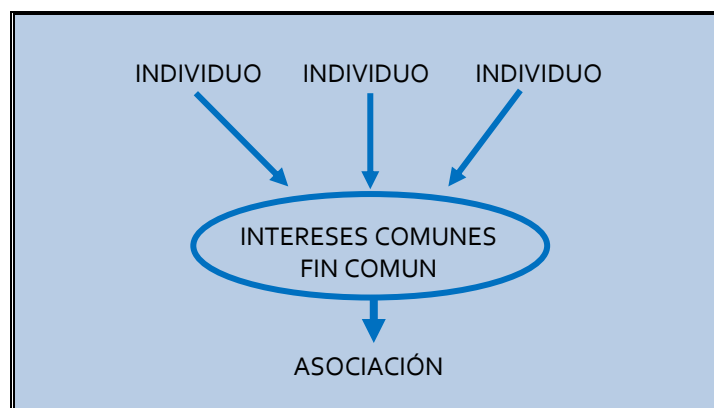 INDIVIDUO INDIVIDUO INDIVIDUO
INTERESES COMUNES
FIN COMUN
ASOCIACIÓN